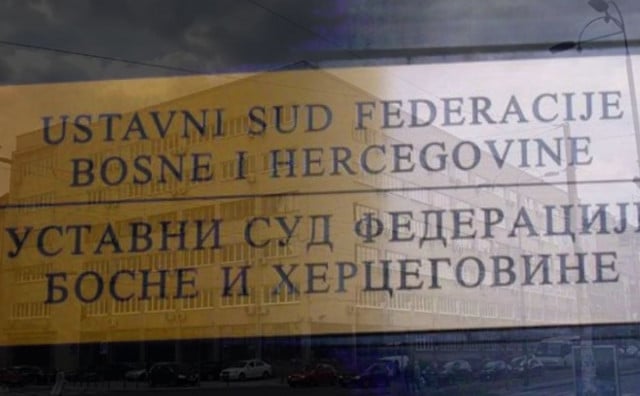 USTAVNI SUD FEDERACIJE
BOSNE I HERCEGOVINE
УСТАВНИ СУД ФЕДЕРАЦИЈЕ
БОСНЕ И ХЕРЦЕГОВИНЕ